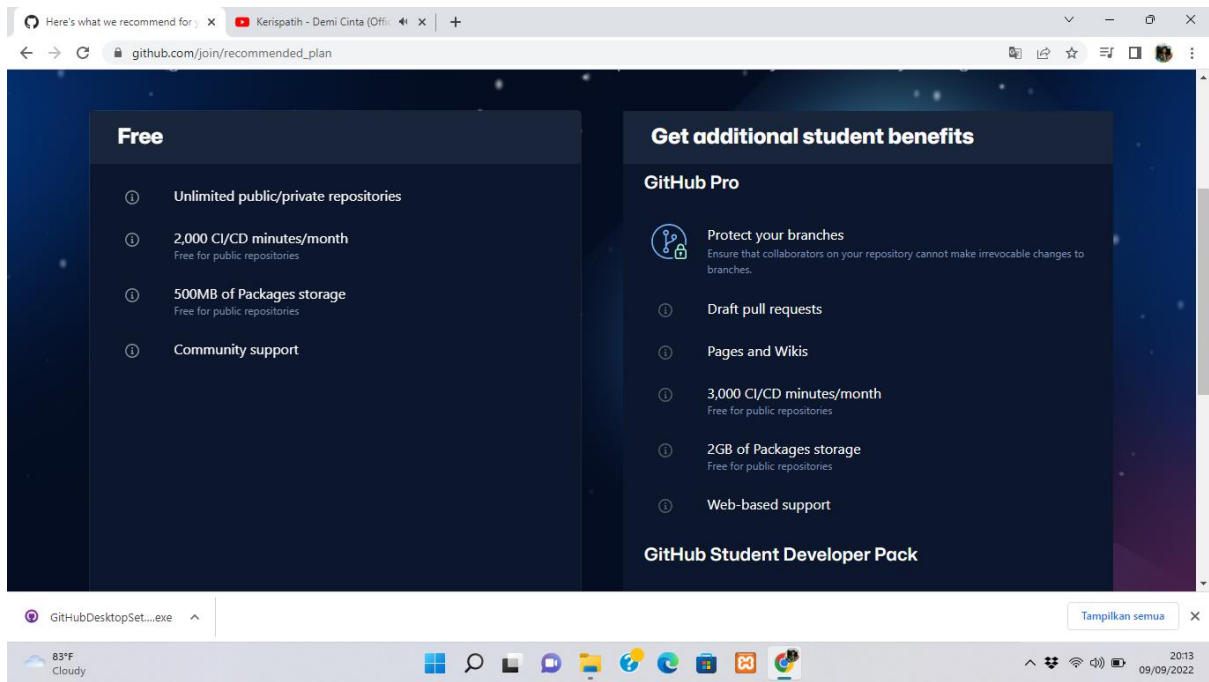 Here's what we recommend for y
Kerispatih - Demi Cinta (Offic
github.com/join/recommended_plan
Free
Unlimited public/private repositories
2,000 CI/CD minutes/month
Free for public repositories
500MB of Packages storage
Free for public repositories
Community support
Get additional student benefits
GitHub Pro
Protect your branches
Ensure that collaborators on your repository cannot make irrevocable changes to
branches.
Draft pull requests
Pages and Wikis
3,000 CI/CD minutes/month
Free for public repositories
2GB of Packages storage
Free for public repositories
Web-based support
GitHub Student Developer Pack
GitHubDesktopSet....exe
Tampilkan semua
83°F
Cloudy
20:13
09/09/2022